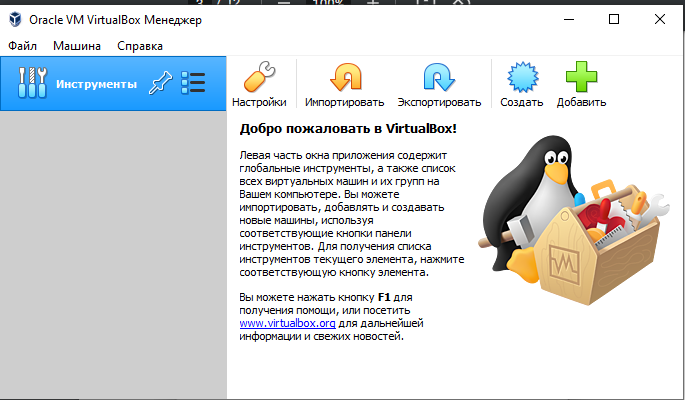 3 / 12 100%
Oracle VM VirtualBox Менеджер
Файл Машина Справка
Инструменты
Настройки Импортировать Экспортировать Создать Добавить
Добро пожаловать в VirtualBox!
Левая часть окна приложения содержит
глобальные инструменты, а также список
всех виртуальных машин и их групп на
Вашем компьютере. Вы можете
импортировать, добавлять и создавать
новые машины, используя
соответствующие кнопки панели
инструментов. Для получения списка
инструментов текущего элемента, нажмите
соответствующую кнопку элемента.
Вы можете нажать кнопку F1 для
получения помощи, или посетить
www.virtualbox.org для дальнейшей
информации и свежих новостей.